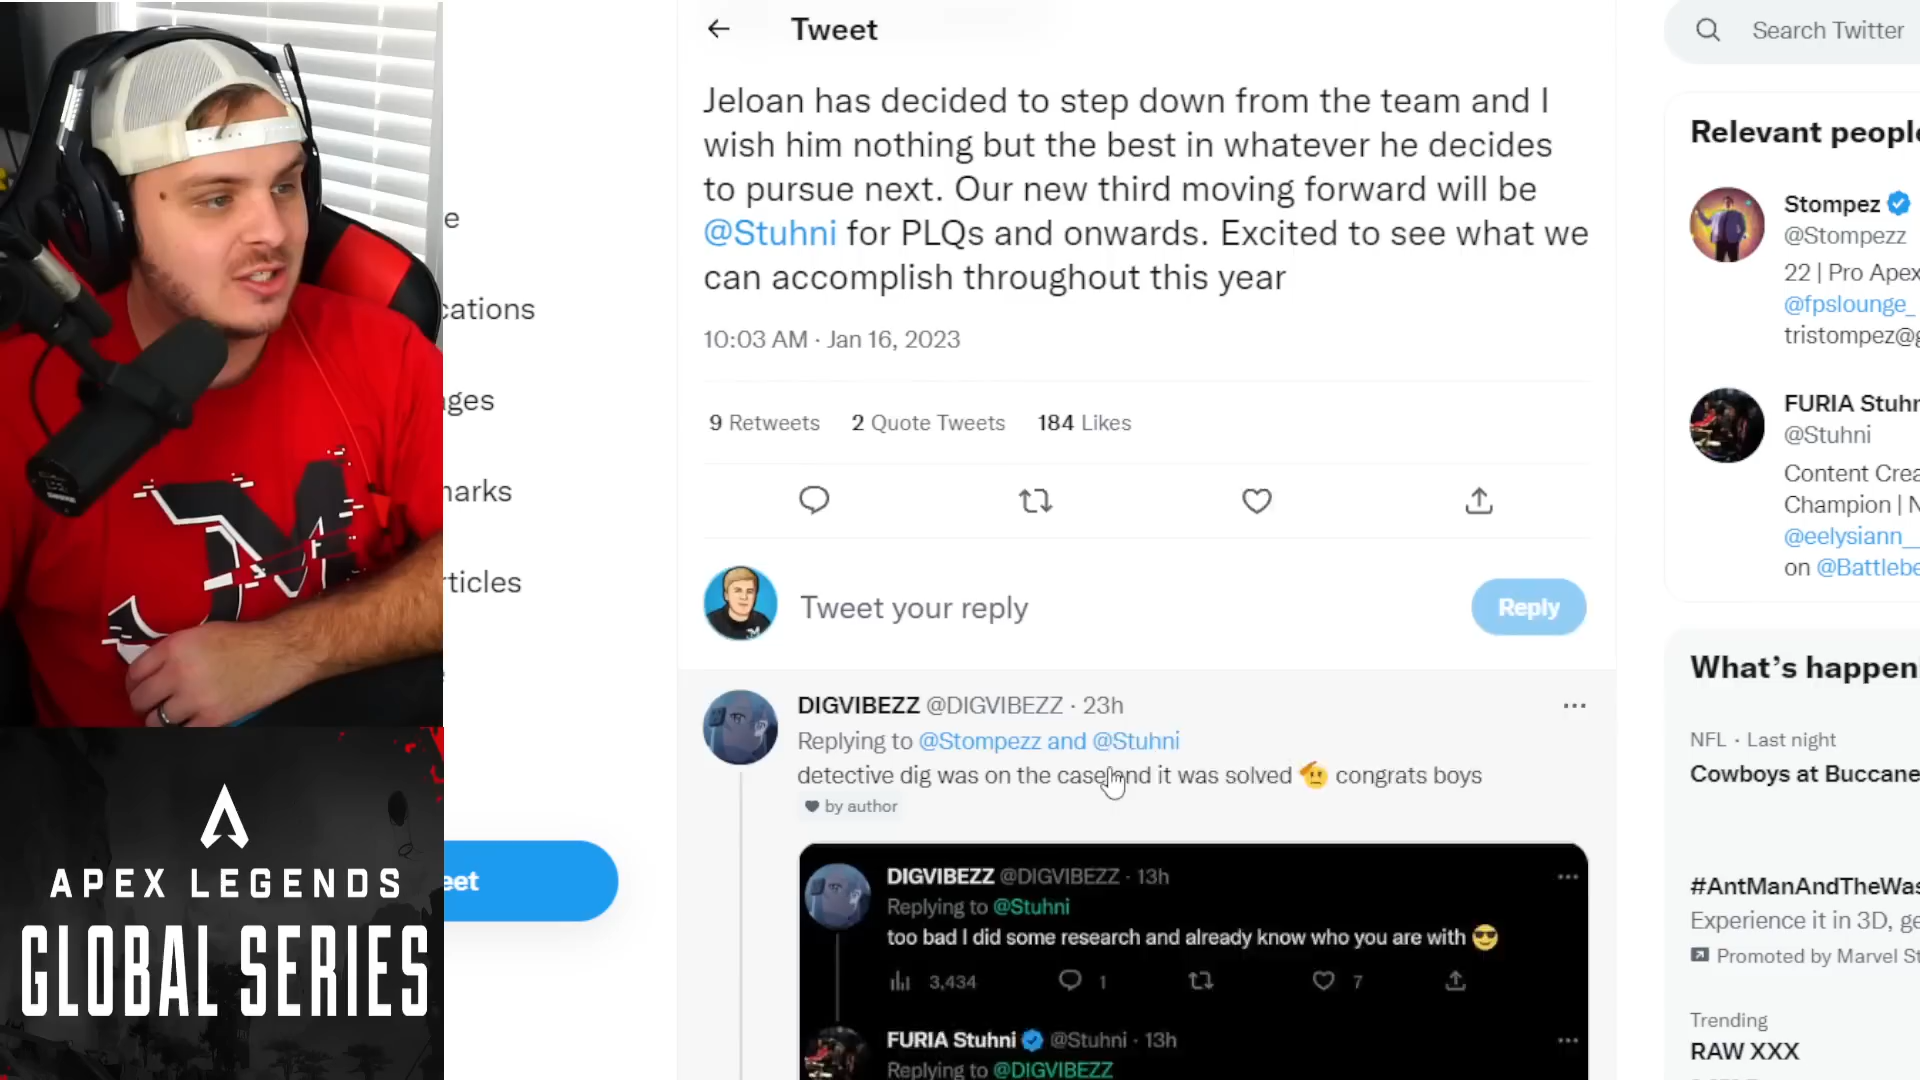 Tweet
Search Twitter
Jeloan has decided to step down from the team and I
wish him nothing but the best in whatever he decides
to pursue next. Our new third moving forward will be
@Stuhni for PLQs and onwards. Excited to see what we
can accomplish throughout this year
10:03 AM · Jan 16, 2023
9 Retweets 2 Quote Tweets 184 Likes
Tweet your reply
Reply
DIGVIBEZZ @DIGVIBEZZ · 23h
Replying to @Stompezz and @Stuhni
detective dig was on the case and it was solved 🫡 congrats boys
by author
DIGVIBEZZ @DIGVIBEZZ · 13h
Replying to @Stuhni
too bad I did some research and already know who you are with 😎
3,434 1 7
FURIA Stuhni @Stuhni · 13h
Replying to @DIGVIBEZZ
Relevant people
Stompez
@Stompezz
22 | Pro Apex
@fpslounge_
tristompez@g
FURIA Stuhn
@Stuhni
Content Crea
Champion | N
@eelysiann__
on @Battlebe
What's happen
NFL · Last night
Cowboys at Buccane
#AntManAndTheWas
Experience it in 3D, ge
Promoted by Marvel St
Trending
RAW XXX
e
cations
ages
marks
rticles
eet
APEX LEGENDS
GLOBAL SERIES